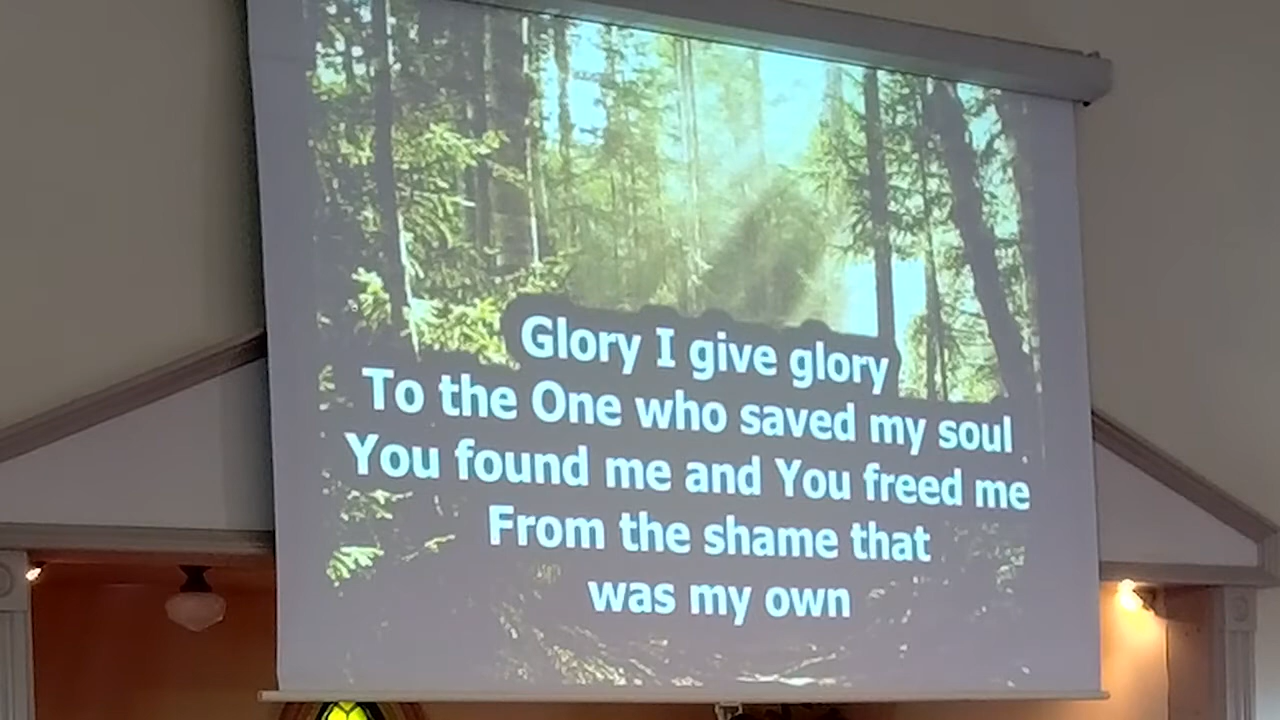 Glory I give glory
To the One who saved my soul
You found me and You freed me
From the shame that
was my own